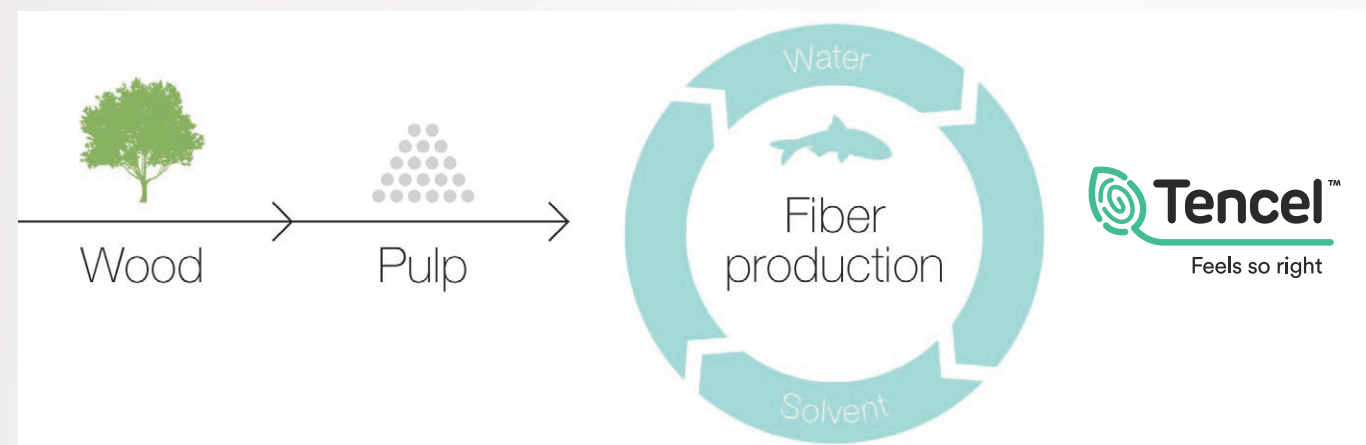 Wood
Pulp
Water
Fiber
production
Solvent
Tencel™
Feels so right